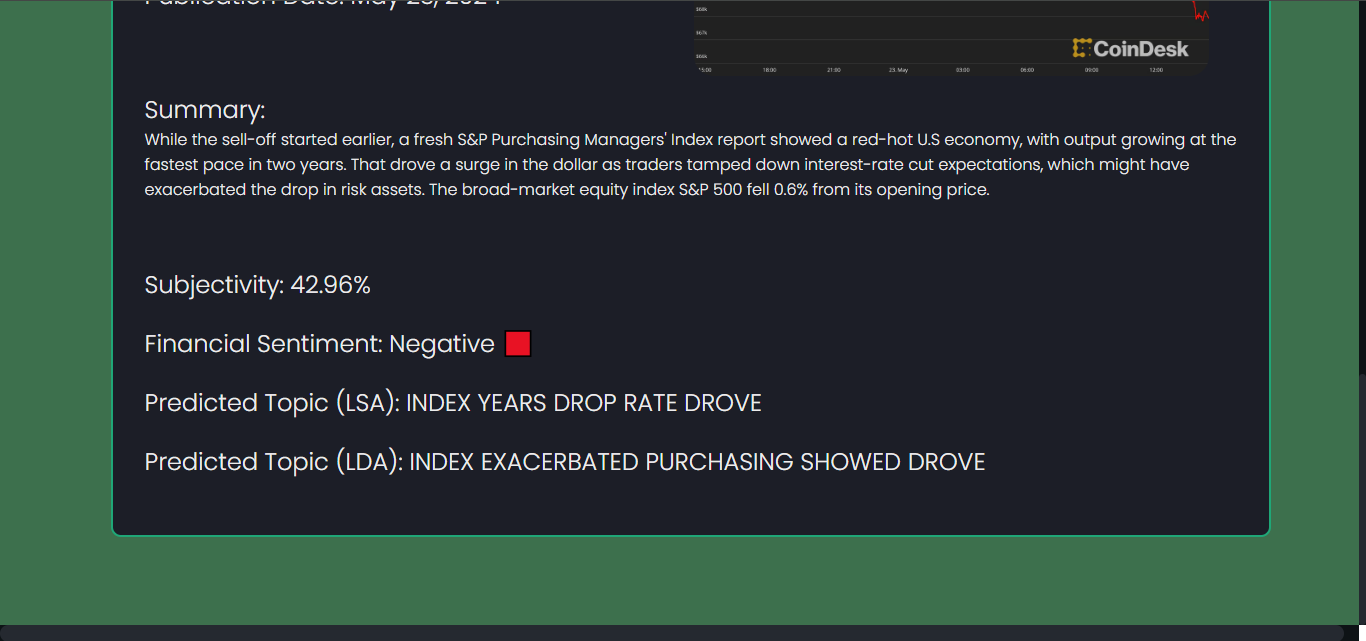 Publication Date: May 23, 2024
$68k
$67k
$66k
CoinDesk
15:00 18:00 21:00 23. May 03:00 06:00 09:00 12:00
Summary:
While the sell-off started earlier, a fresh S&P Purchasing Managers' Index report showed a red-hot U.S economy, with output growing at the
fastest pace in two years. That drove a surge in the dollar as traders tamped down interest-rate cut expectations, which might have
exacerbated the drop in risk assets. The broad-market equity index S&P 500 fell 0.6% from its opening price.
Subjectivity: 42.96%
Financial Sentiment: Negative
Predicted Topic (LSA): INDEX YEARS DROP RATE DROVE
Predicted Topic (LDA): INDEX EXACERBATED PURCHASING SHOWED DROVE